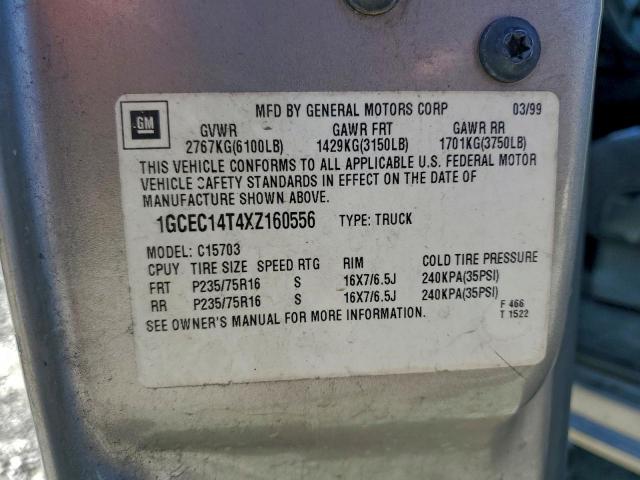 GM
MFD BY GENERAL MOTORS CORP 03/99
GVWR GAWR FRT GAWR RR
2767KG(6100LB) 1429KG(3150LB) 1701KG(3750LB)
THIS VEHICLE CONFORMS TO ALL APPLICABLE U.S. FEDERAL MOTOR
VEHICLE SAFETY STANDARDS IN EFFECT ON THE DATE OF
MANUFACTURE SHOWN ABOVE.
1GCEC14T4XZ160556 TYPE: TRUCK
MODEL: C15703
CPUY TIRE SIZE SPEED RTG RIM COLD TIRE PRESSURE
FRT P235/75R16 S 16X7/6.5J 240KPA(35PSI)
RR P235/75R16 S 16X7/6.5J 240KPA(35PSI)
SEE OWNER'S MANUAL FOR MORE INFORMATION.
F 466
T 1522